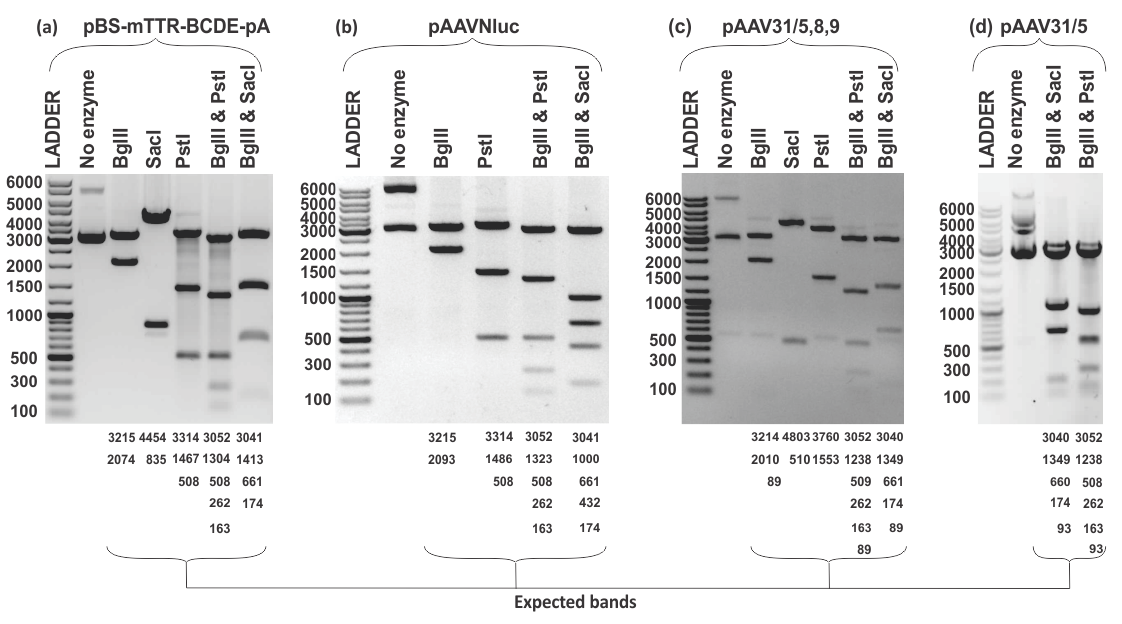 (a) pBS-mTTR-BCDE-pA
(b) pAAVNluc
(c) pAAV31/5,8,9
(d) pAAV31/5
LADDER
No enzyme
BglII
SacI
PstI
BglII & PstI
BglII & SacI
LADDER
No enzyme
BglII
PstI
BglII & PstI
BglII & SacI
LADDER
No enzyme
BglII
SacI
PstI
BglII & PstI
BglII & SacI
LADDER
No enzyme
BglII & SacI
BglII & PstI
6000
5000
4000
3000
2000
1500
1000
500
300
100
6000
5000
4000
3000
2000
1500
1000
500
300
100
6000
5000
4000
3000
2000
1500
1000
500
300
100
6000
5000
4000
3000
2000
1500
1000
500
300
100
3215 4454 3314 3052 3041
2074 835 1467 1304 1413
508 508 661
262 174
163
3215 3314 3052 3041
2093 1486 1323 1000
508 508 661
262 432
163 174
3214 4803 3760 3052 3040
2010 510 1553 1238 1349
89 509 661
262 174
163 89
89
3040 3052
1349 1238
660 508
174 262
93 163
93
Expected bands